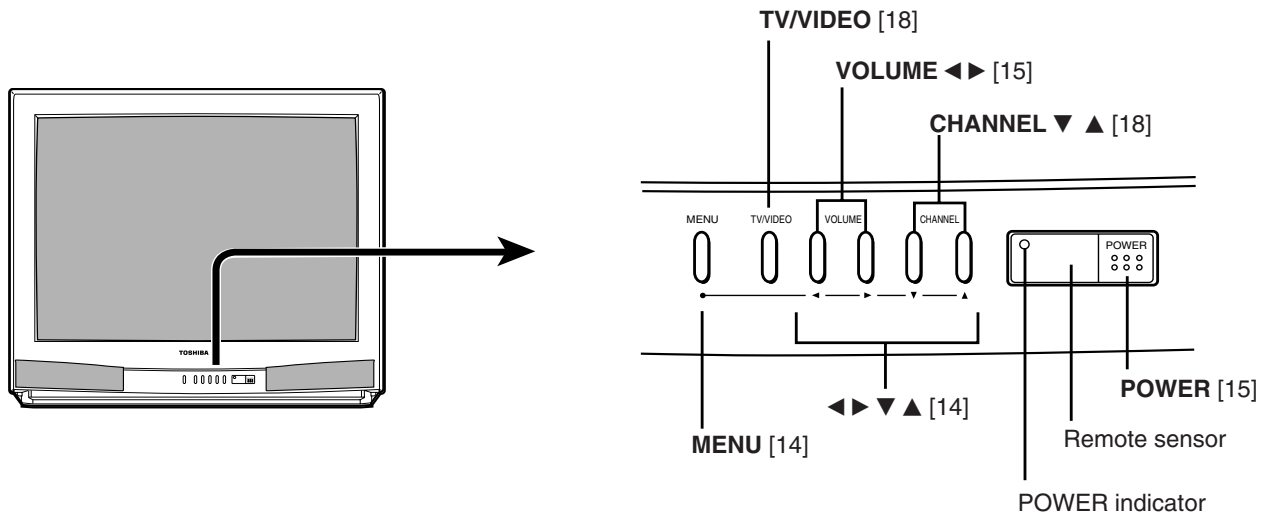 TV/VIDEO [18]
VOLUME ◀ ▶ [15]
CHANNEL ▼ ▲ [18]
MENU TV/VIDEO VOLUME CHANNEL
POWER
TOSHIBA
◀ ▶ ▼ ▲
◀ ▶ ▼ ▲ [14]
POWER [15]
MENU [14]
Remote sensor
POWER indicator